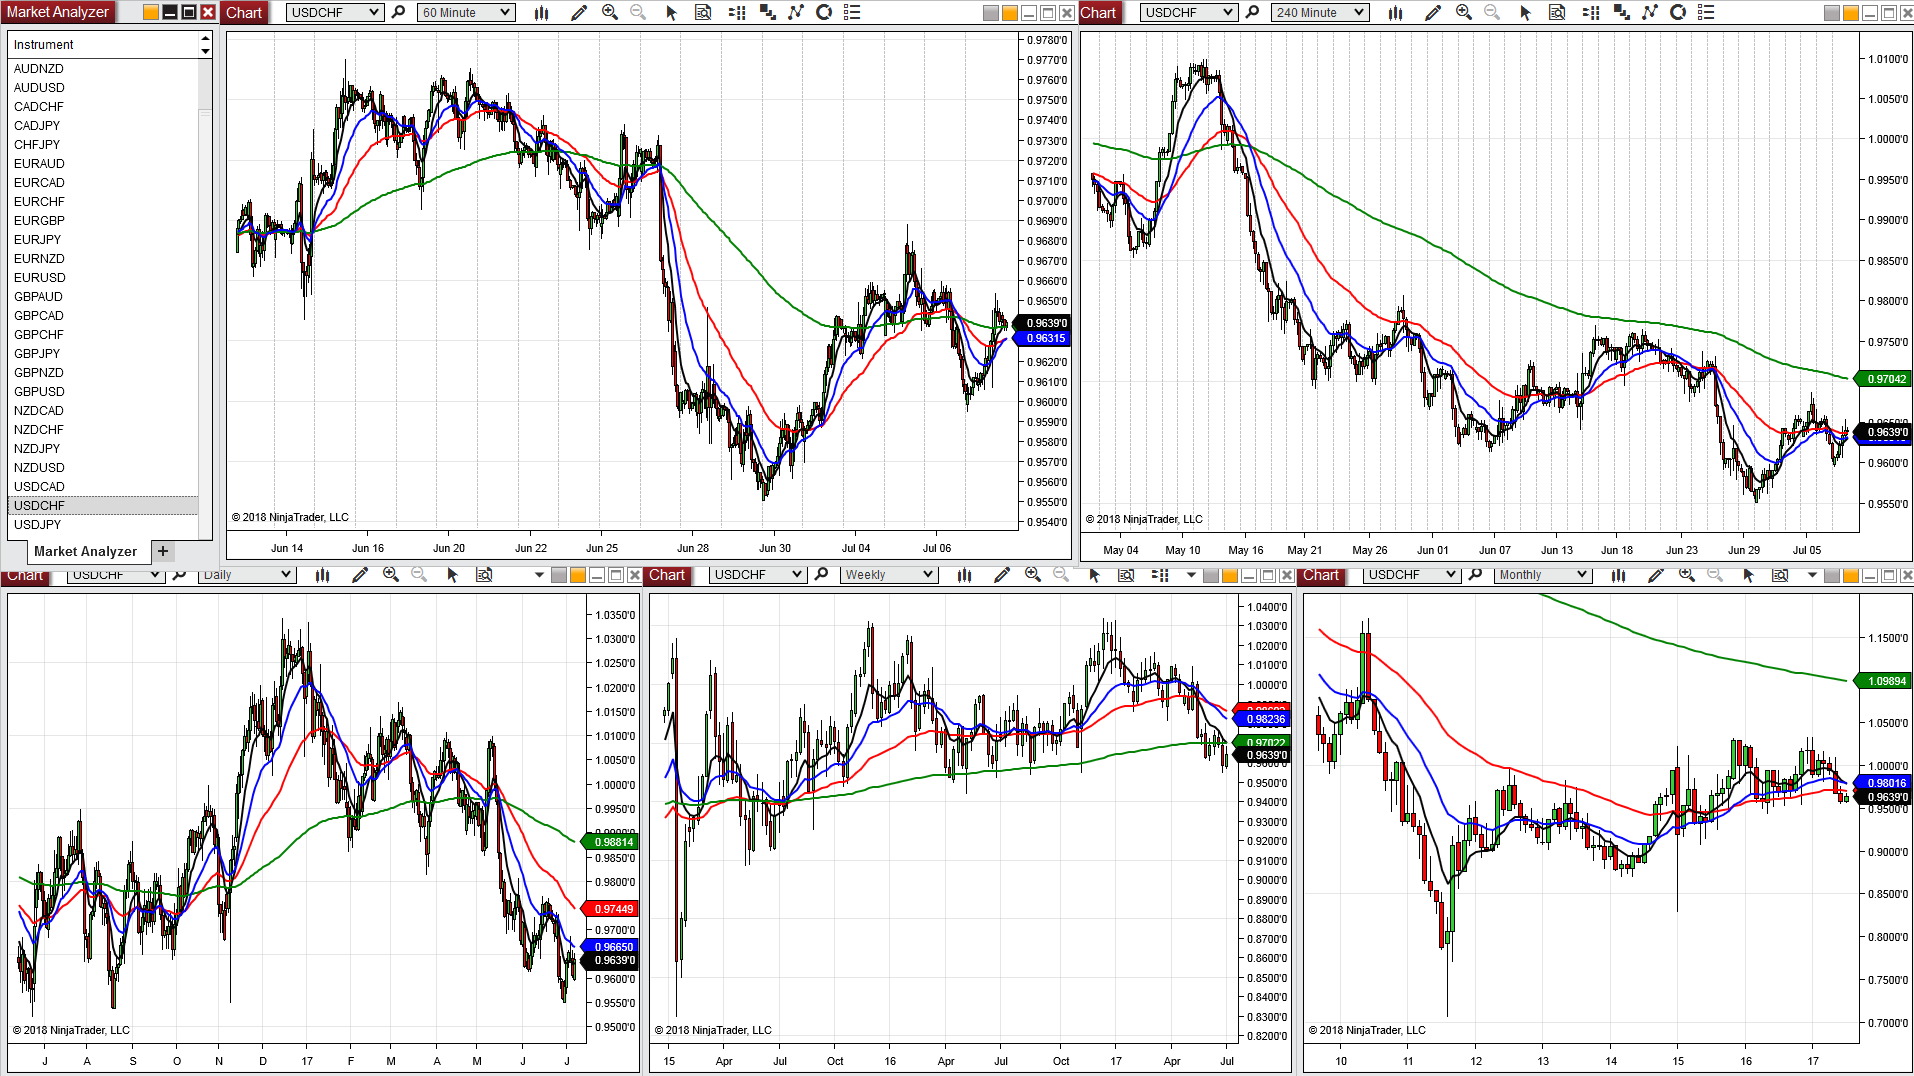 Market Analyzer
Instrument
AUDNZD
AUDUSD
CADCHF
CADJPY
CHFJPY
EURAUD
EURCAD
EURCHF
EURGBP
EURJPY
EURNZD
EURUSD
GBPAUD
GBPCAD
GBPCHF
GBPJPY
GBPNZD
GBPUSD
NZDCAD
NZDCHF
NZDJPY
NZDUSD
USDCAD
USDCHF
USDJPY
Market Analyzer +
Chart USDCHF 60 Minute
0.9780'0
0.9770'0
0.9760'0
0.9750'0
0.9740'0
0.9730'0
0.9720'0
0.9710'0
0.9700'0
0.9690'0
0.9680'0
0.9670'0
0.9660'0
0.9650'0
0.9639'0
0.96315
0.9620'0
0.9610'0
0.9600'0
0.9590'0
0.9580'0
0.9570'0
0.9560'0
0.9550'0
0.9540'0
© 2018 NinjaTrader, LLC
Jun 14 Jun 16 Jun 20 Jun 22 Jun 25 Jun 28 Jun 30 Jul 04 Jul 06
Chart USDCHF 240 Minute
1.0100'0
1.0050'0
1.0000'0
0.9950'0
0.9900'0
0.9850'0
0.9800'0
0.9750'0
0.97042
0.9639'0
0.9600'0
0.9550'0
© 2018 NinjaTrader, LLC
May 04 May 10 May 16 May 21 May 26 Jun 01 Jun 07 Jun 13 Jun 18 Jun 23 Jun 29 Jul 05
Chart USDCHF Daily
1.0350'0
1.0300'0
1.0250'0
1.0200'0
1.0150'0
1.0100'0
1.0050'0
1.0000'0
0.9950'0
0.98814
0.9850'0
0.9800'0
0.97449
0.9700'0
0.96650
0.9639'0
0.9600'0
0.9550'0
0.9500'0
© 2018 NinjaTrader, LLC
J A S O N D 17 F M A M J J
Chart USDCHF Weekly
1.0400'0
1.0300'0
1.0200'0
1.0100'0
1.0000'0
0.98236
0.97022
0.9639'0
0.9500'0
0.9400'0
0.9300'0
0.9200'0
0.9100'0
0.9000'0
0.8900'0
0.8800'0
0.8700'0
0.8600'0
0.8500'0
0.8400'0
0.8300'0
0.8200'0
© 2018 NinjaTrader, LLC
15 Apr Jul Oct 16 Apr Jul Oct 17 Apr Jul
Chart USDCHF Monthly
1.1500'0
1.09894
1.0500'0
1.0000'0
0.98016
0.9639'0
0.9500'0
0.9000'0
0.8500'0
0.8000'0
0.7500'0
0.7000'0
© 2018 NinjaTrader, LLC
10 11 12 13 14 15 16 17